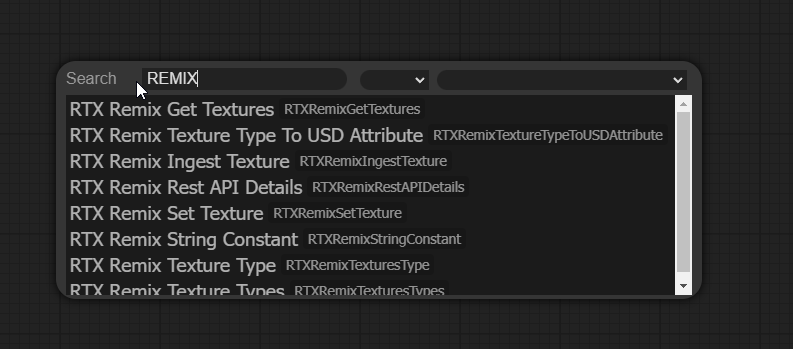 Search REMIX
RTX Remix Get Textures RTXRemixGetTextures
RTX Remix Texture Type To USD Attribute RTXRemixTextureTypeToUSDAttribute
RTX Remix Ingest Texture RTXRemixIngestTexture
RTX Remix Rest API Details RTXRemixRestAPIDetails
RTX Remix Set Texture RTXRemixSetTexture
RTX Remix String Constant RTXRemixStringConstant
RTX Remix Texture Type RTXRemixTexturesType
RTX Remix Texture Types RTXRemixTexturesTypes